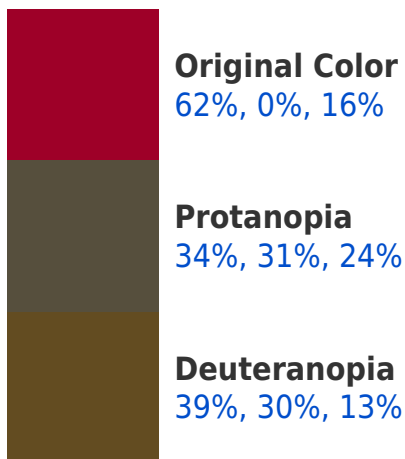 Original Color
62%, 0%, 16%
Protanopia
34%, 31%, 24%
Deuteranopia
39%, 30%, 13%